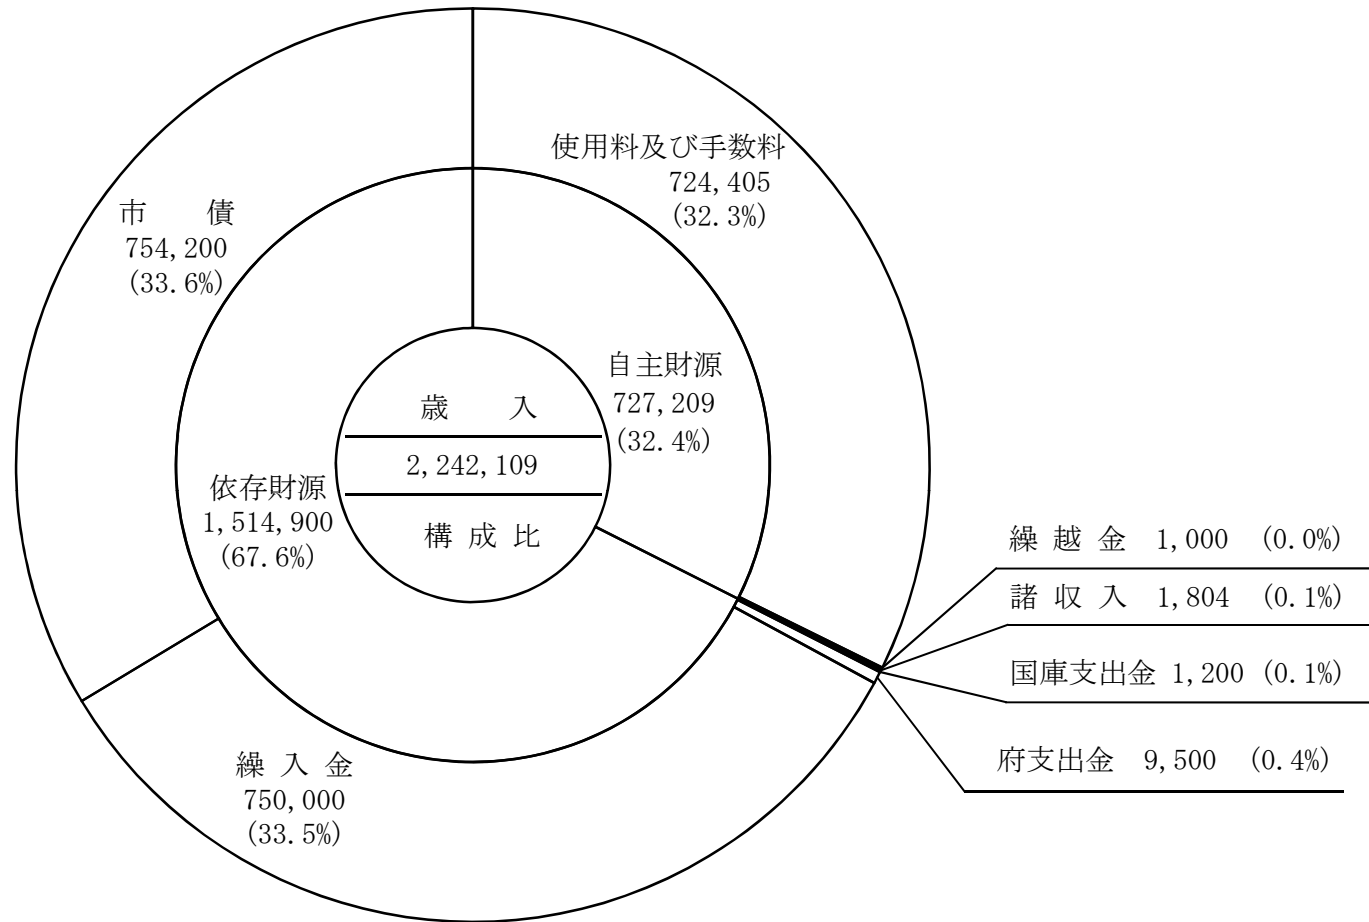 使用料及び手数料
724,405
(32.3%)
市 債
754,200
(33.6%)
自主財源
727,209
(32.4%)
歳 入
2,242,109
構 成 比
依存財源
1,514,900
(67.6%)
繰 越 金 1,000 (0.0%)
諸 収 入 1,804 (0.1%)
国庫支出金 1,200 (0.1%)
府支出金 9,500 (0.4%)
繰 入 金
750,000
(33.5%)